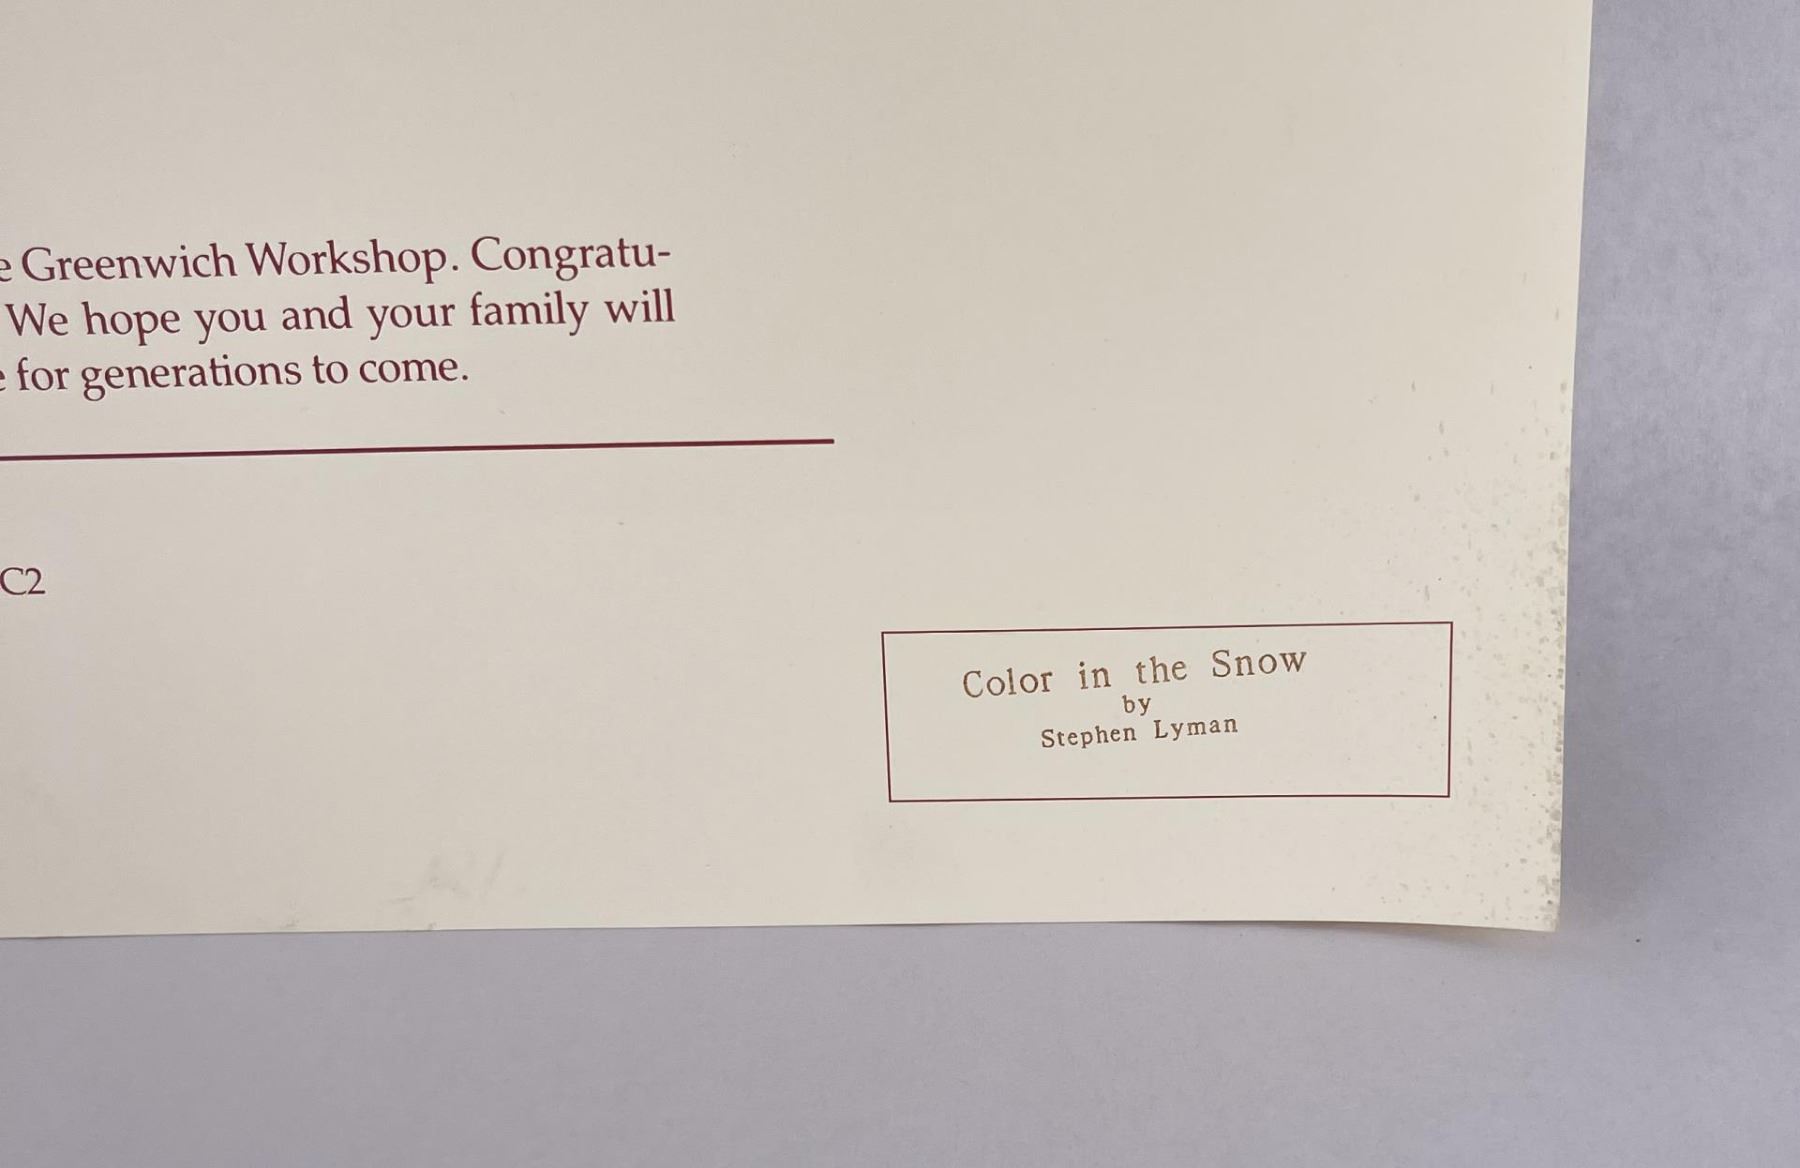 e Greenwich Workshop. Congratu-
We hope you and your family will
e for generations to come.
C2
Color in the Snow
by
Stephen Lyman